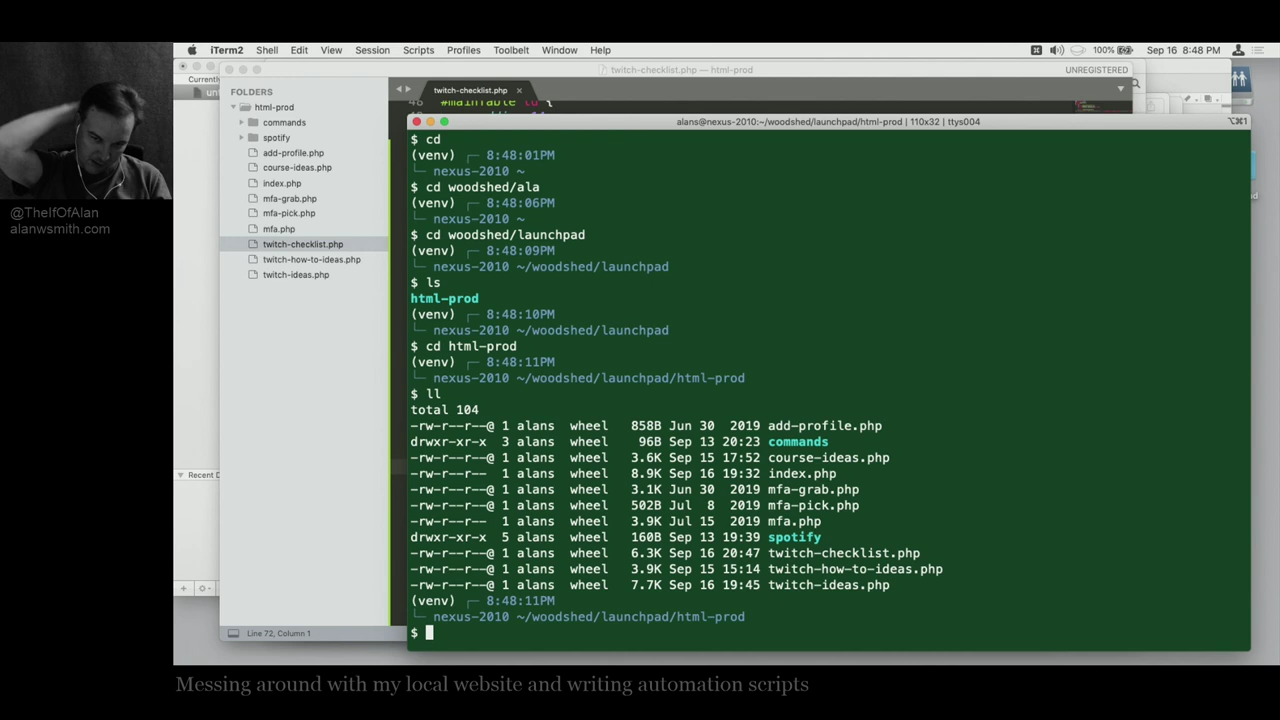 iTerm2 Shell Edit View Session Scripts Profiles Toolbelt Window Help 100% Sep 16 8:48 PM
twitch-checklist.php — html-prod UNREGISTERED
Currently
FOLDERS
html-prod
commands
spotify
add-profile.php
course-ideas.php
index.php
mfa-grab.php
mfa-pick.php
mfa.php
twitch-checklist.php
twitch-how-to-ideas.php
twitch-ideas.php
Recent D
Line 72, Column 1
twitch-checklist.php
48 #mainTable td {
alans@nexus-2010:~/woodshed/launchpad/html-prod | 110x32 | ttys004 ⌥⌘1
$ cd
(venv) ┌─ 8:48:01PM
└─ nexus-2010 ~
$ cd woodshed/ala
(venv) ┌─ 8:48:06PM
└─ nexus-2010 ~
$ cd woodshed/launchpad
(venv) ┌─ 8:48:09PM
└─ nexus-2010 ~/woodshed/launchpad
$ ls
html-prod
(venv) ┌─ 8:48:10PM
└─ nexus-2010 ~/woodshed/launchpad
$ cd html-prod
(venv) ┌─ 8:48:11PM
└─ nexus-2010 ~/woodshed/launchpad/html-prod
$ ll
total 104
-rw-r--r--@ 1 alans wheel 858B Jun 30 2019 add-profile.php
drwxr-xr-x 3 alans wheel 96B Sep 13 20:23 commands
-rw-r--r--@ 1 alans wheel 3.6K Sep 15 17:52 course-ideas.php
-rw-r--r-- 1 alans wheel 8.9K Sep 16 19:32 index.php
-rw-r--r--@ 1 alans wheel 3.1K Jun 30 2019 mfa-grab.php
-rw-r--r--@ 1 alans wheel 502B Jul 8 2019 mfa-pick.php
-rw-r--r-- 1 alans wheel 3.9K Jul 15 2019 mfa.php
drwxr-xr-x 5 alans wheel 160B Sep 13 19:39 spotify
-rw-r--r--@ 1 alans wheel 6.3K Sep 16 20:47 twitch-checklist.php
-rw-r--r--@ 1 alans wheel 3.9K Sep 15 15:14 twitch-how-to-ideas.php
-rw-r--r--@ 1 alans wheel 7.7K Sep 16 19:45 twitch-ideas.php
(venv) ┌─ 8:48:11PM
└─ nexus-2010 ~/woodshed/launchpad/html-prod
$
@TheIfOfAlan
alanwsmith.com
Messing around with my local website and writing automation scripts